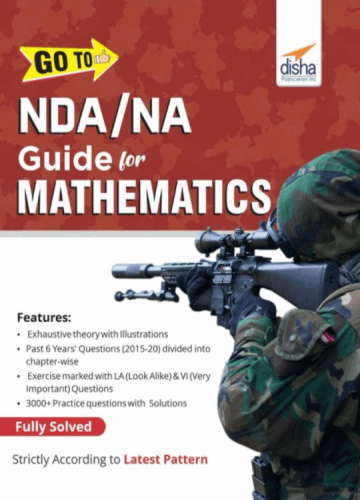 GO TO
disha
Publication Inc
NDA/NA
Guide for
MATHEMATICS
Features:
• Exhaustive theory with Illustrations
• Past 6 Years' Questions (2015-20) divided into
chapter-wise
• Exercise marked with LA (Look Alike) & VI (Very
Important) Questions
• 3000+ Practice questions with Solutions
Fully Solved
Strictly According to Latest Pattern